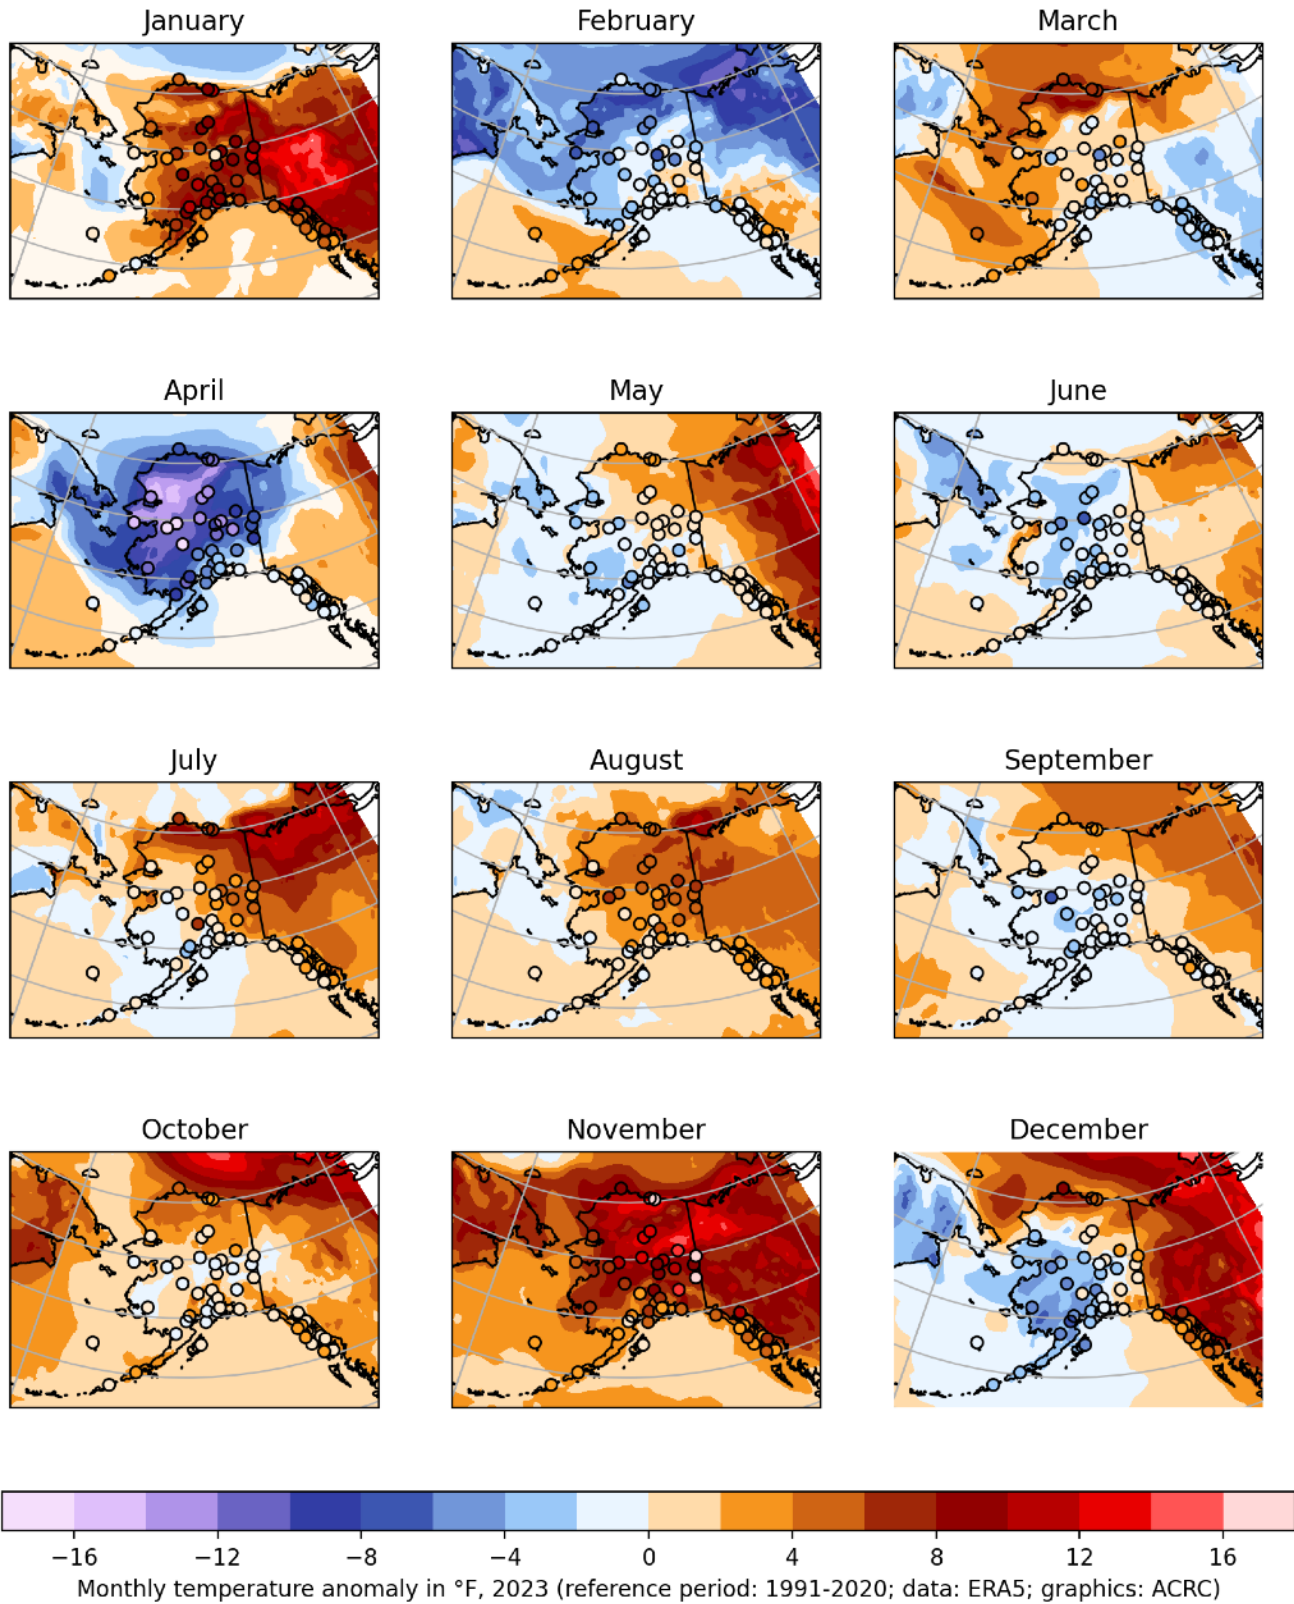 January February March
April May June
July August September
October November December
−16 −12 −8 −4 0 4 8 12 16
Monthly temperature anomaly in °F, 2023 (reference period: 1991-2020; data: ERA5; graphics: ACRC)